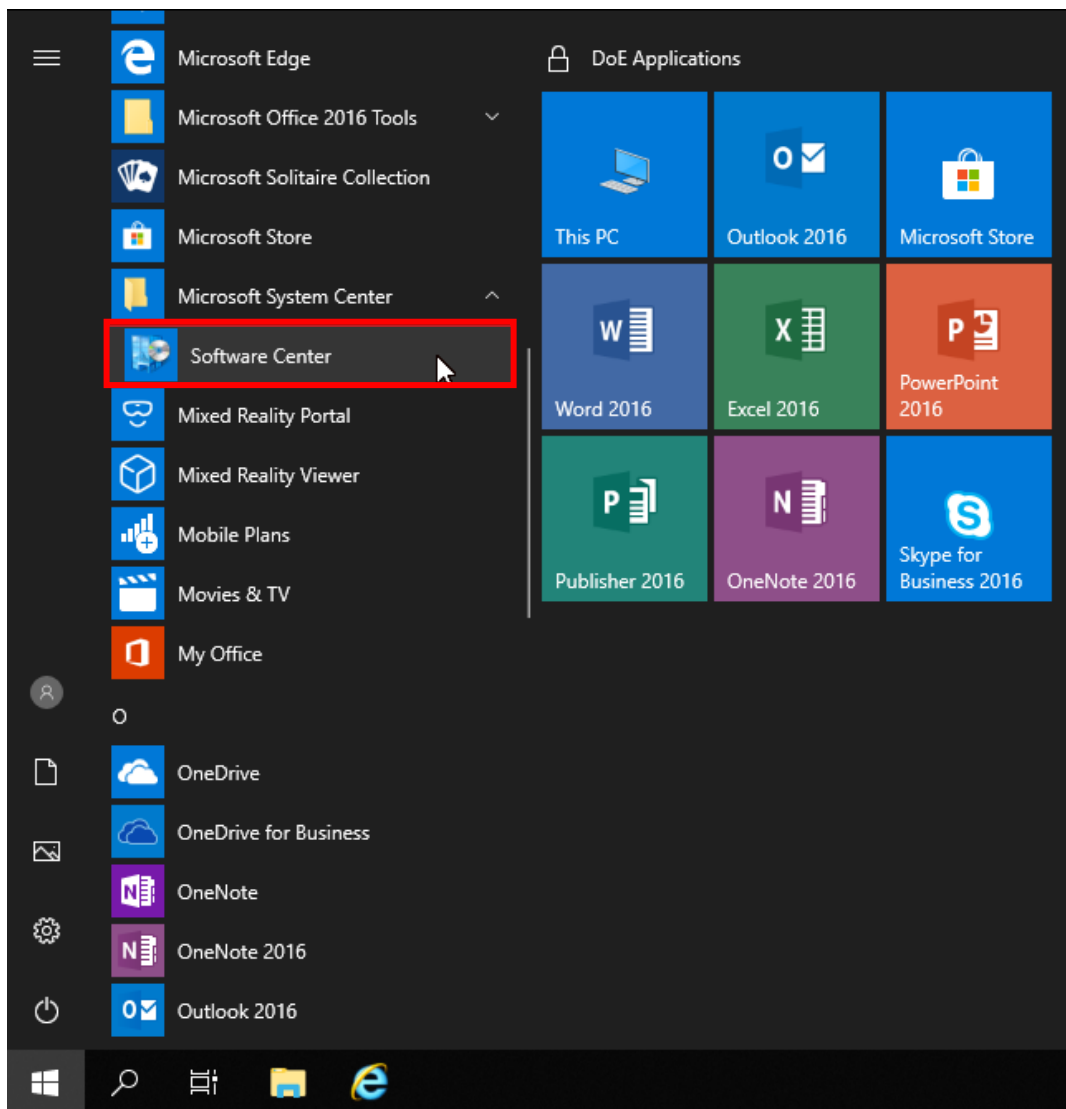 Microsoft Edge
Microsoft Office 2016 Tools
Microsoft Solitaire Collection
Microsoft Store
Microsoft System Center
Software Center
Mixed Reality Portal
Mixed Reality Viewer
Mobile Plans
Movies & TV
My Office
O
OneDrive
OneDrive for Business
OneNote
OneNote 2016
Outlook 2016
DoE Applications
This PC
Outlook 2016
Microsoft Store
Word 2016
Excel 2016
PowerPoint
2016
Publisher 2016
OneNote 2016
Skype for
Business 2016